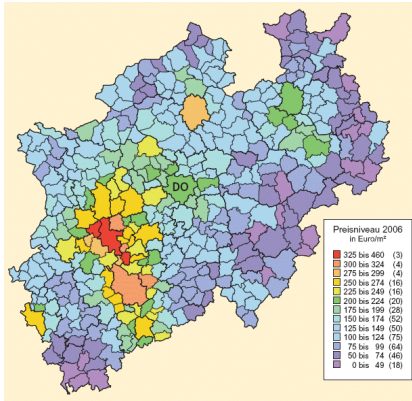 DO
Preisniveau 2006
in Euro/m²
325 bis 460 (3)
300 bis 324 (4)
275 bis 299 (4)
250 bis 274 (16)
225 bis 249 (16)
200 bis 224 (20)
175 bis 199 (28)
150 bis 174 (52)
125 bis 149 (50)
100 bis 124 (75)
75 bis 99 (64)
50 bis 74 (46)
0 bis 49 (18)